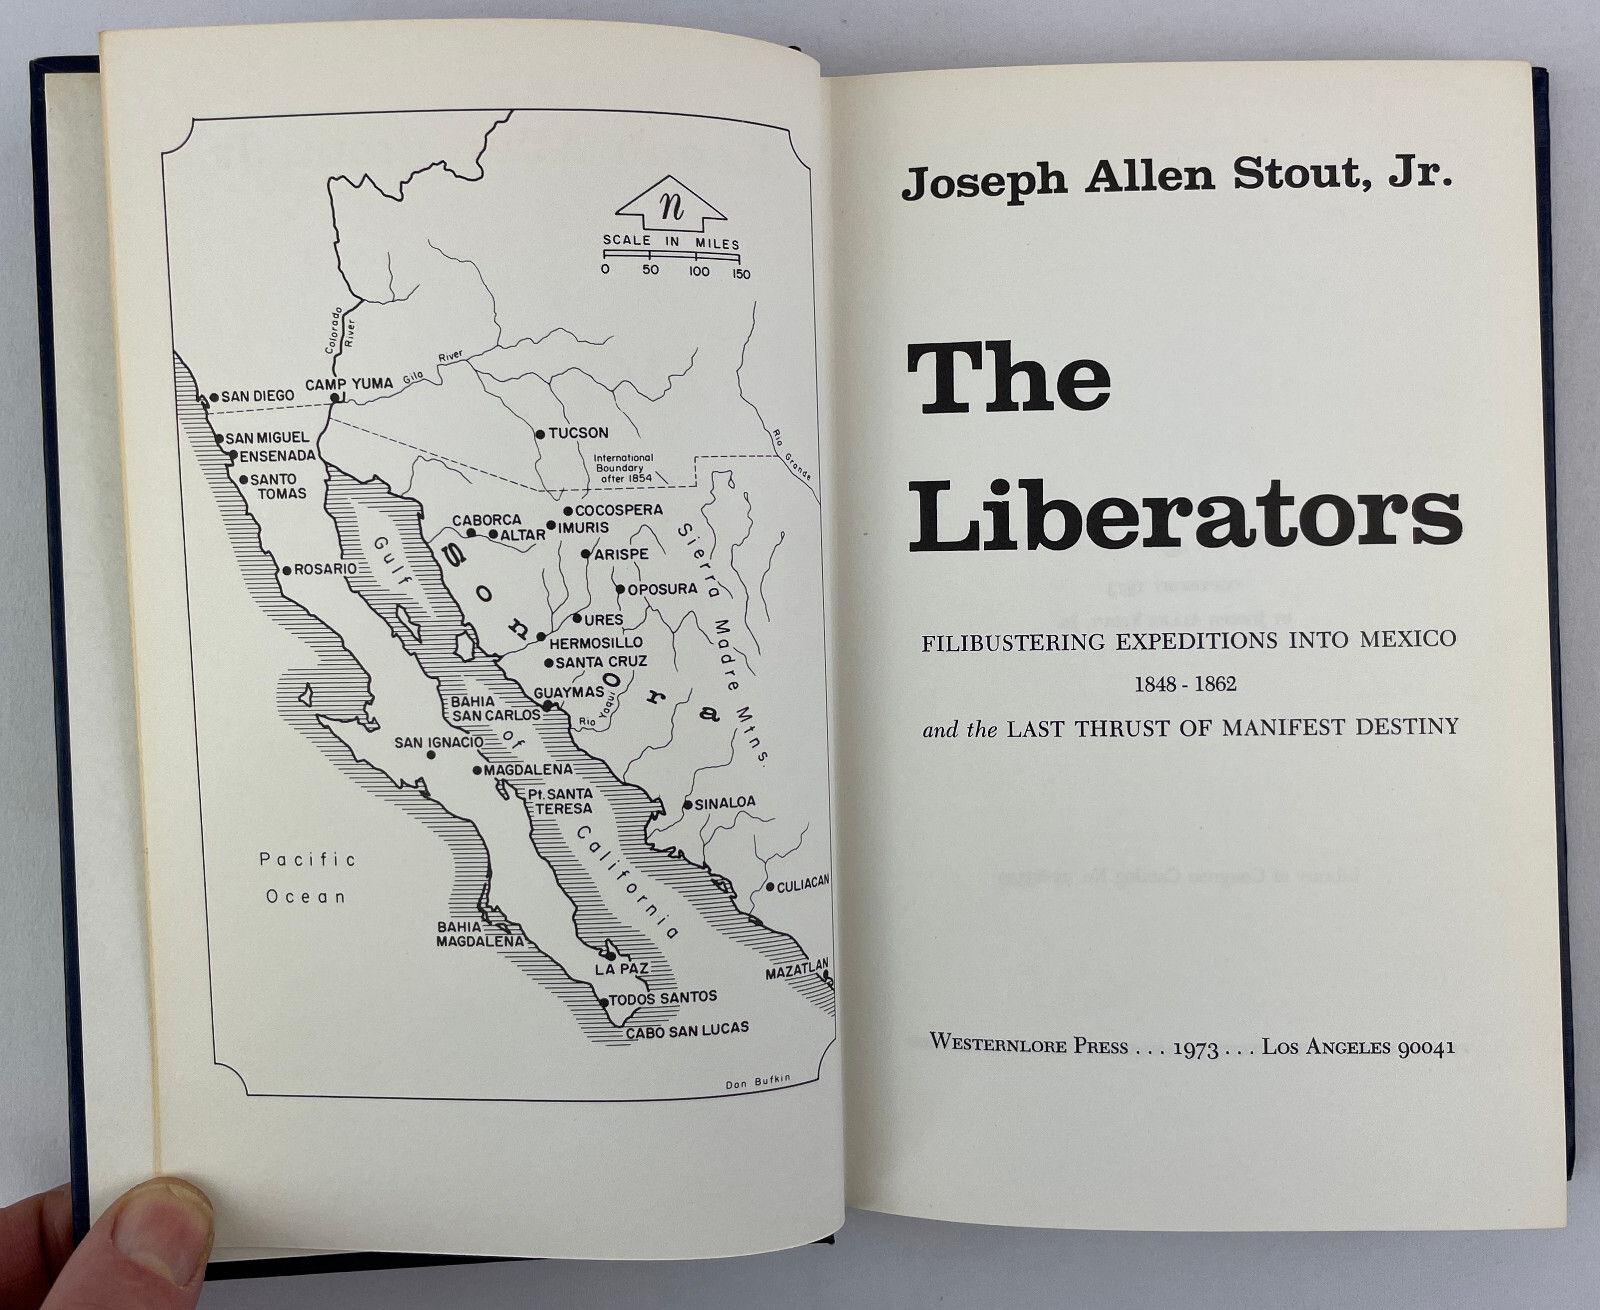 n
SCALE IN MILES
0 50 100 150
Colorado River
SAN DIEGO
CAMP YUMA
Gila River
SAN MIGUEL
ENSENADA
SANTO
TOMAS
TUCSON
International
Boundary
after 1854
Rio Grande
COCOSPERA
CABORCA
IMURIS
ALTAR
ARISPE
ROSARIO
OPOSURA
URES
HERMOSILLO
SANTA CRUZ
GUAYMAS
Rio Yaqui
BAHIA
SAN CARLOS
Sonora
Sierra Madre Mtns.
Gulf of California
SAN IGNACIO
MAGDALENA
Pt. SANTA
TERESA
SINALOA
Pacific
Ocean
CULIACAN
BAHIA
MAGDALENA
LA PAZ
MAZATLAN
TODOS SANTOS
CABO SAN LUCAS
Don Bufkin
Joseph Allen Stout, Jr.
The
Liberators
FILIBUSTERING EXPEDITIONS INTO MEXICO
1848 - 1862
and the LAST THRUST OF MANIFEST DESTINY
WESTERNLORE PRESS . . . 1973 . . . LOS ANGELES 90041